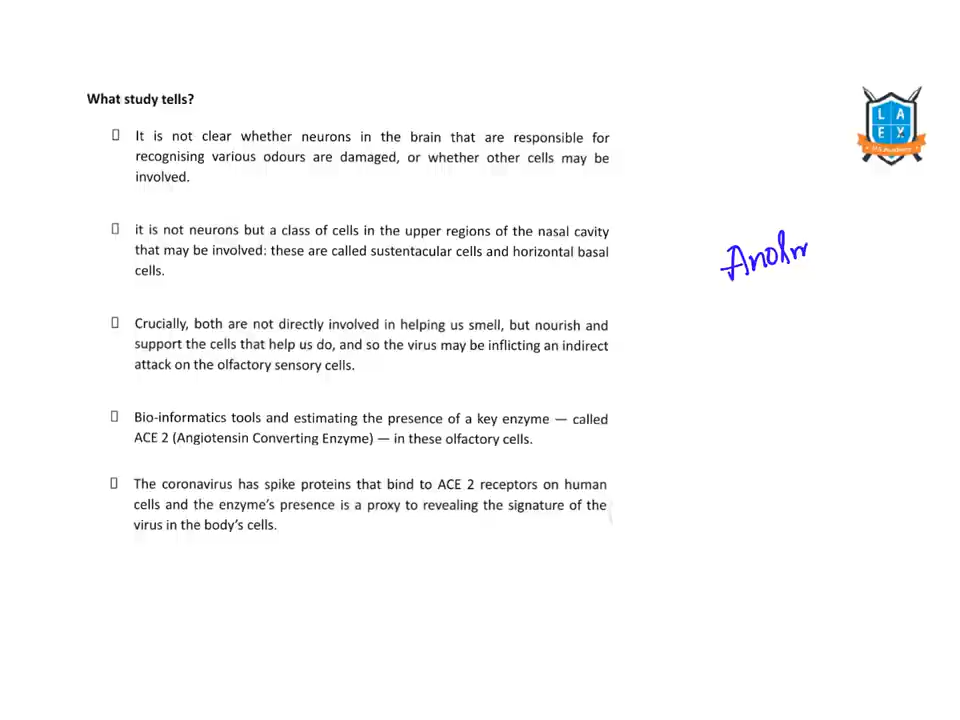 What study tells?
It is not clear whether neurons in the brain that are responsible for
recognising various odours are damaged, or whether other cells may be
involved.
it is not neurons but a class of cells in the upper regions of the nasal cavity
that may be involved: these are called sustentacular cells and horizontal basal
cells.
Crucially, both are not directly involved in helping us smell, but nourish and
support the cells that help us do, and so the virus may be inflicting an indirect
attack on the olfactory sensory cells.
Bio-informatics tools and estimating the presence of a key enzyme — called
ACE 2 (Angiotensin Converting Enzyme) — in these olfactory cells.
The coronavirus has spike proteins that bind to ACE 2 receptors on human
cells and the enzyme's presence is a proxy to revealing the signature of the
virus in the body's cells.
L A
E X